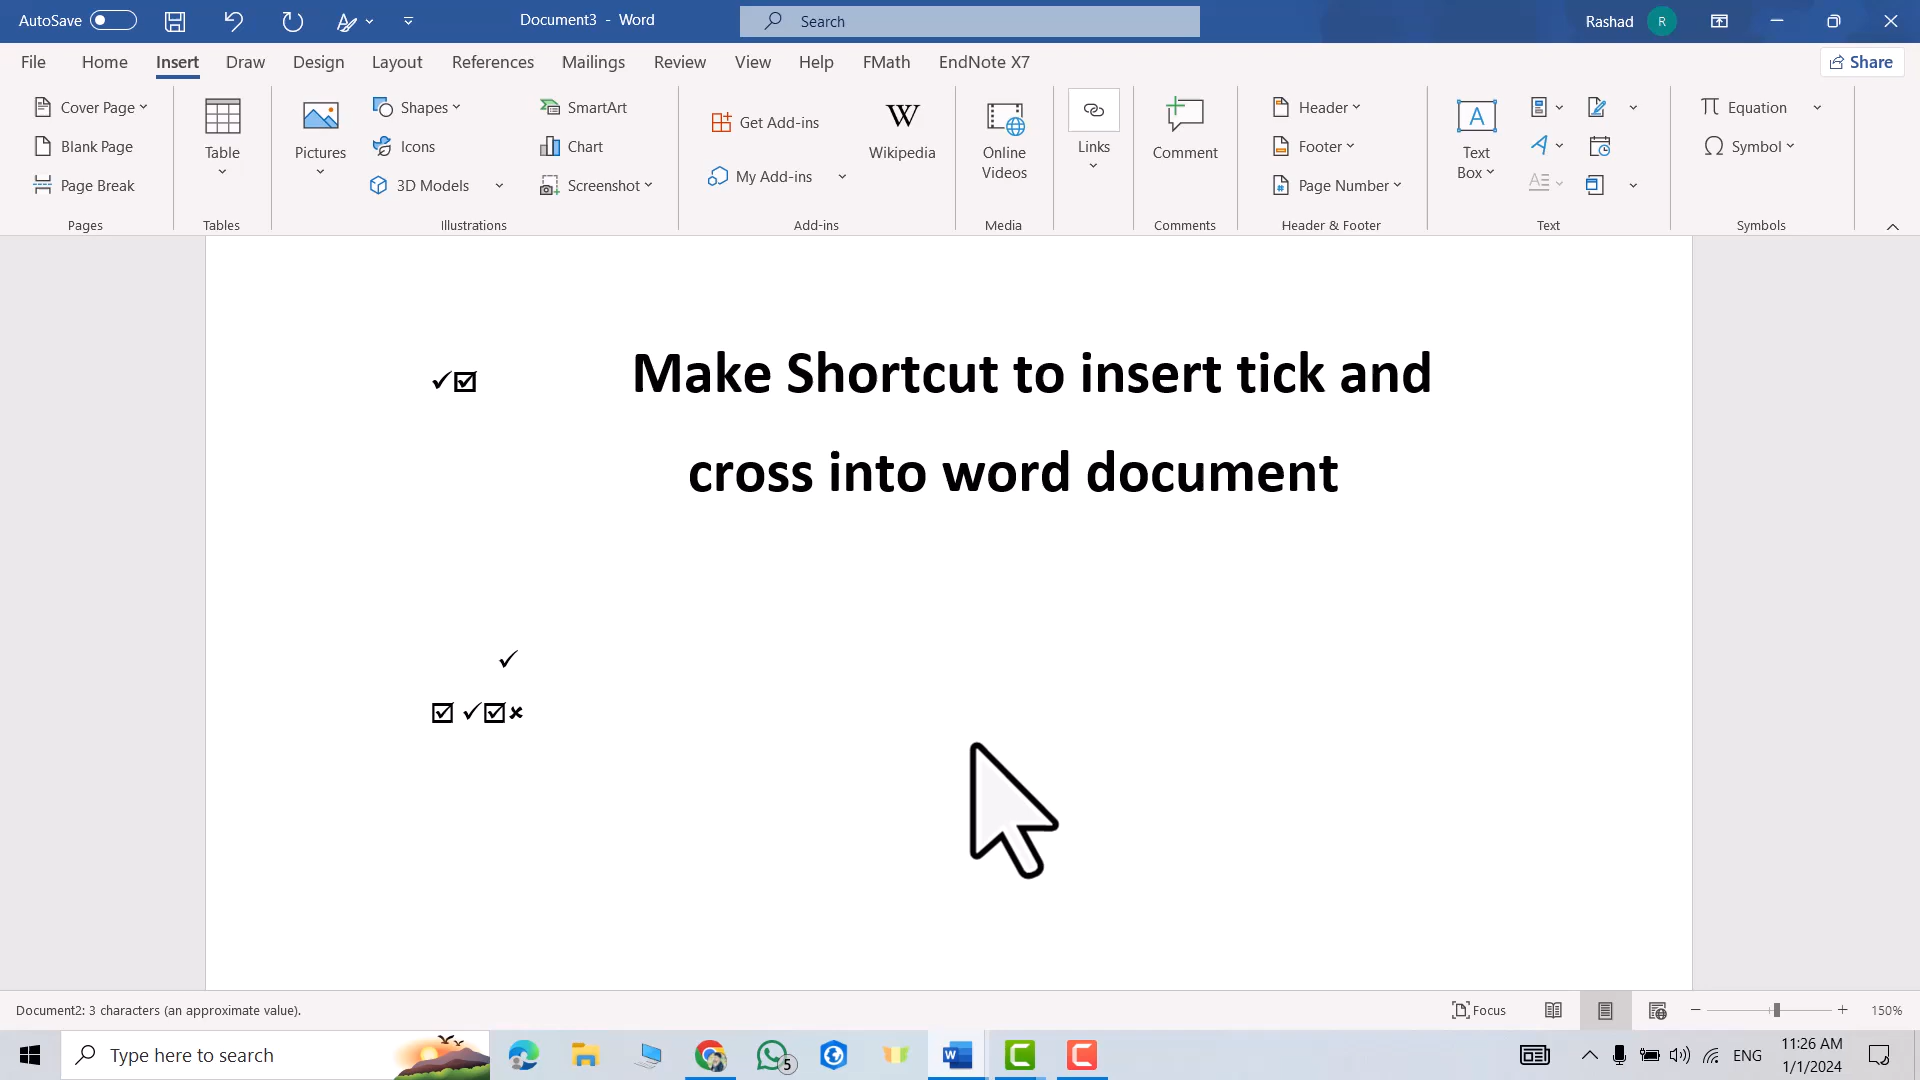 AutoSave Document3 - Word Search Rashad R
File Home Insert Draw Design Layout References Mailings Review View Help FMath EndNote X7 Share
Cover Page
Blank Page
Page Break
Pages
Table
Tables
Pictures
Shapes
Icons
3D Models
SmartArt
Chart
Screenshot
Illustrations
Get Add-ins
My Add-ins
W
Wikipedia
Add-ins
Online
Videos
Media
Links
Comment
Comments
Header
Footer
Page Number
Header & Footer
A
Text
Box
Text
π Equation
Ω Symbol
Symbols
✓☑ Make Shortcut to insert tick and
cross into word document
✓
☑ ✓☑✖
Document2: 3 characters (an approximate value). Focus 150%
Type here to search 5 ENG 11:26 AM
1/1/2024